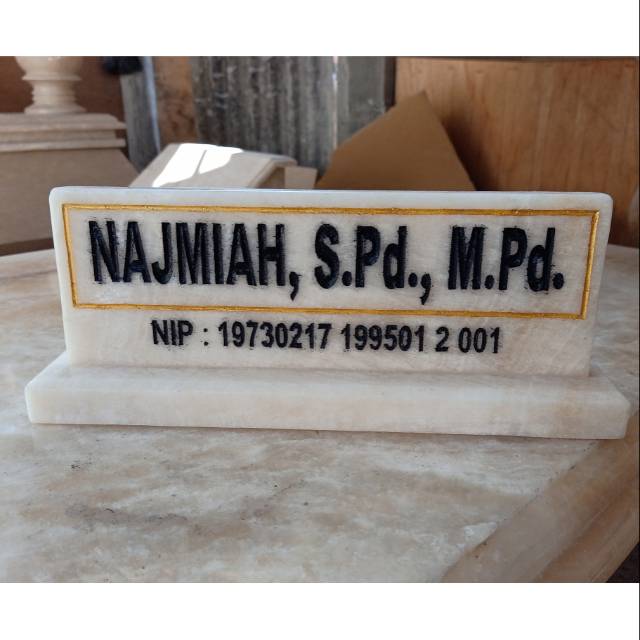 NAJMIAH, S.Pd., M.Pd.
NIP : 19730217 199501 2 001